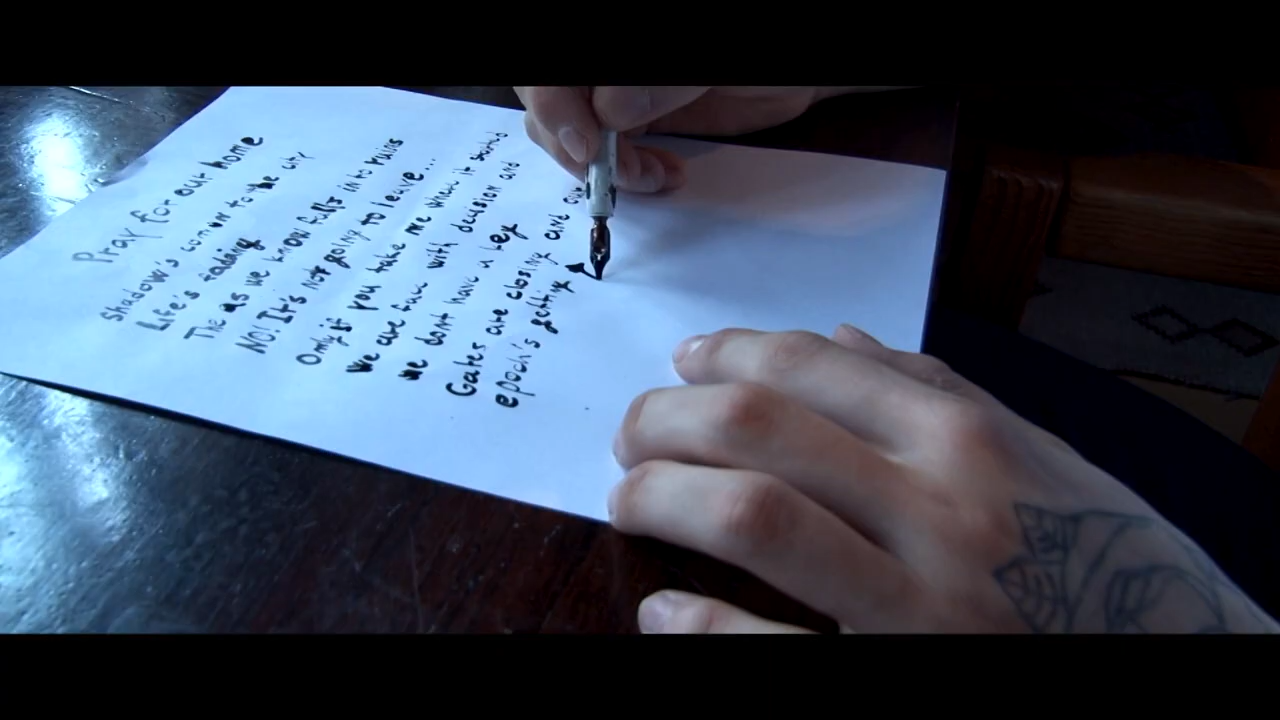 Pray for our home
Shadow's comin to the city
Life's fading
The as we know falls in to ruins
NO! It's not going to leave...
Only if you take me where it started
we are face with decision and
we dont have a key
Gates are closing and our
epoch's getting